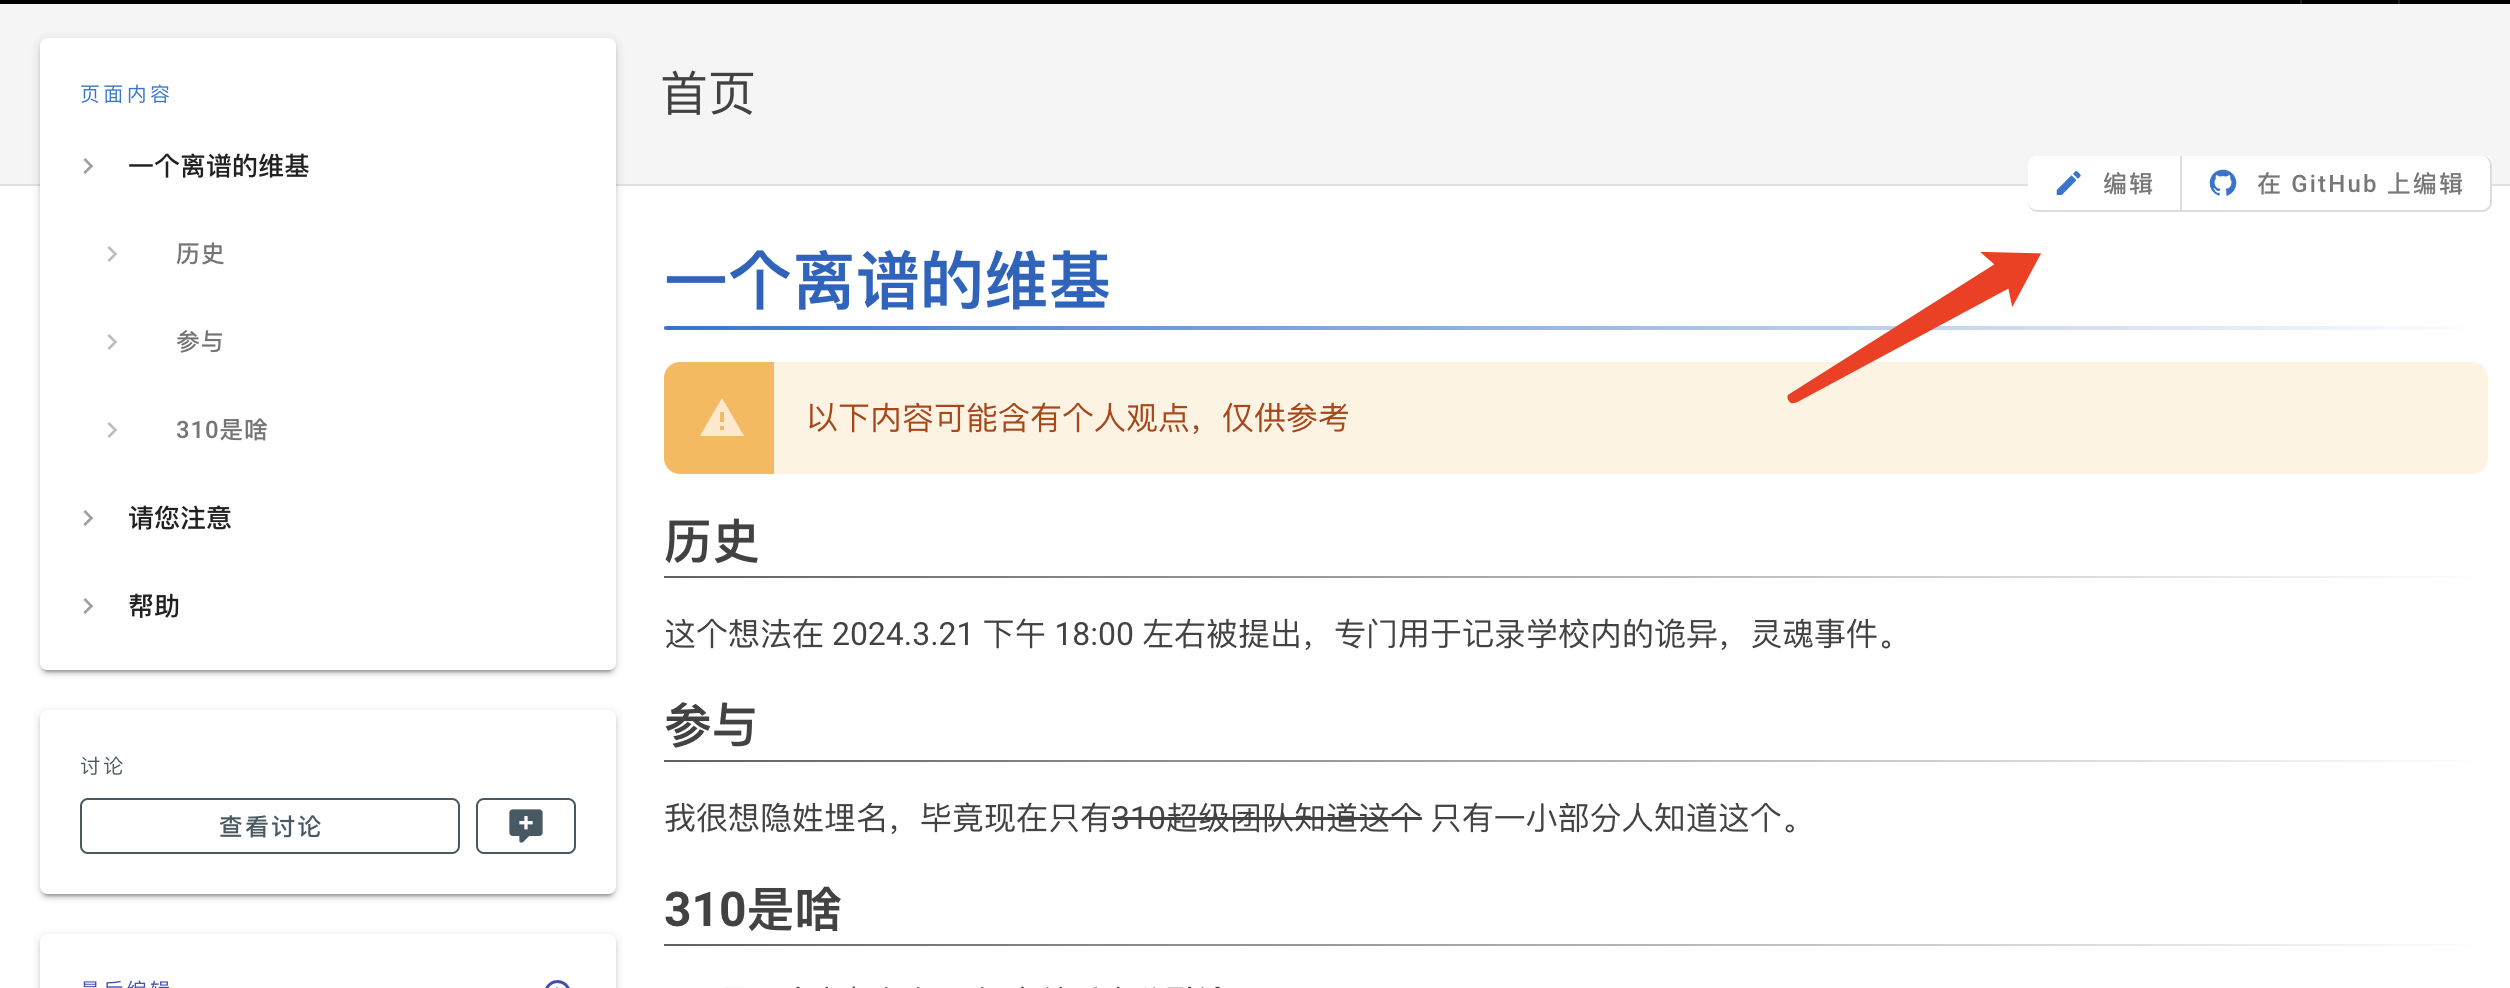 页面内容
一个离谱的维基
历史
参与
310是啥
请您注意
帮助
讨论
查看讨论
最后编辑
首页
编辑
在 GitHub 上编辑
一个离谱的维基
以下内容可能含有个人观点，仅供参考
历史
这个想法在 2024.3.21 下午 18:00 左右被提出，专门用于记录学校内的诡异，灵魂事件。
参与
我很想隐姓埋名，毕竟现在只有310超级团队知道这个 只有一小部分人知道这个。
310是啥